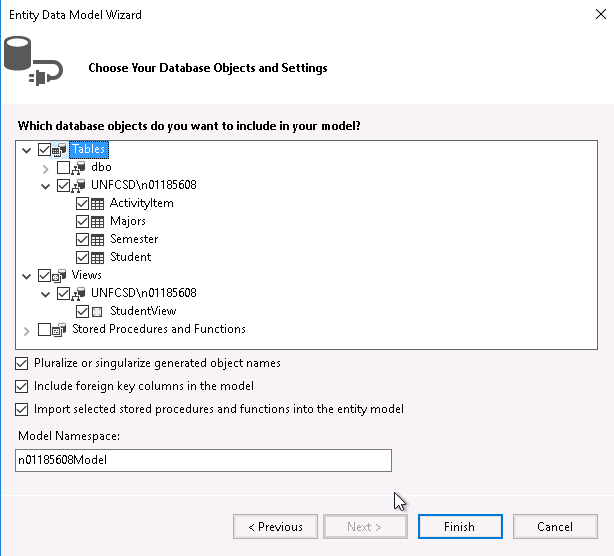 Entity Data Model Wizard
Choose Your Database Objects and Settings
Which database objects do you want to include in your model?
Tables
dbo
UNFCSD\n01185608
ActivityItem
Majors
Semester
Student
Views
UNFCSD\n01185608
StudentView
Stored Procedures and Functions
Pluralize or singularize generated object names
Include foreign key columns in the model
Import selected stored procedures and functions into the entity model
Model Namespace:
n01185608Model
< Previous
Next >
Finish
Cancel